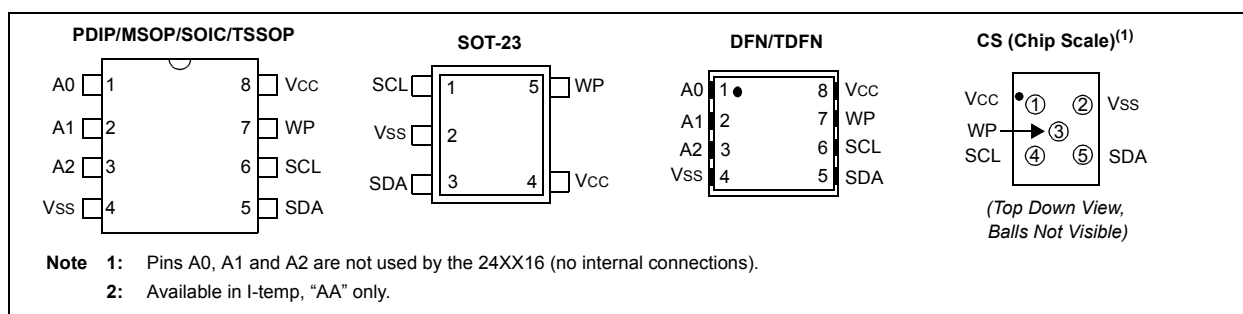 PDIP/MSOP/SOIC/TSSOP
A0 1 8 VCC
A1 2 7 WP
A2 3 6 SCL
VSS 4 5 SDA
SOT-23
SCL 1 5 WP
VSS 2
SDA 3 4 VCC
DFN/TDFN
A0 1 8 VCC
A1 2 7 WP
A2 3 6 SCL
VSS 4 5 SDA
CS (Chip Scale)(1)
VCC 1 2 VSS
WP 3
SCL 4 5 SDA
(Top Down View,
Balls Not Visible)
Note 1: Pins A0, A1 and A2 are not used by the 24XX16 (no internal connections).
2: Available in I-temp, “AA” only.